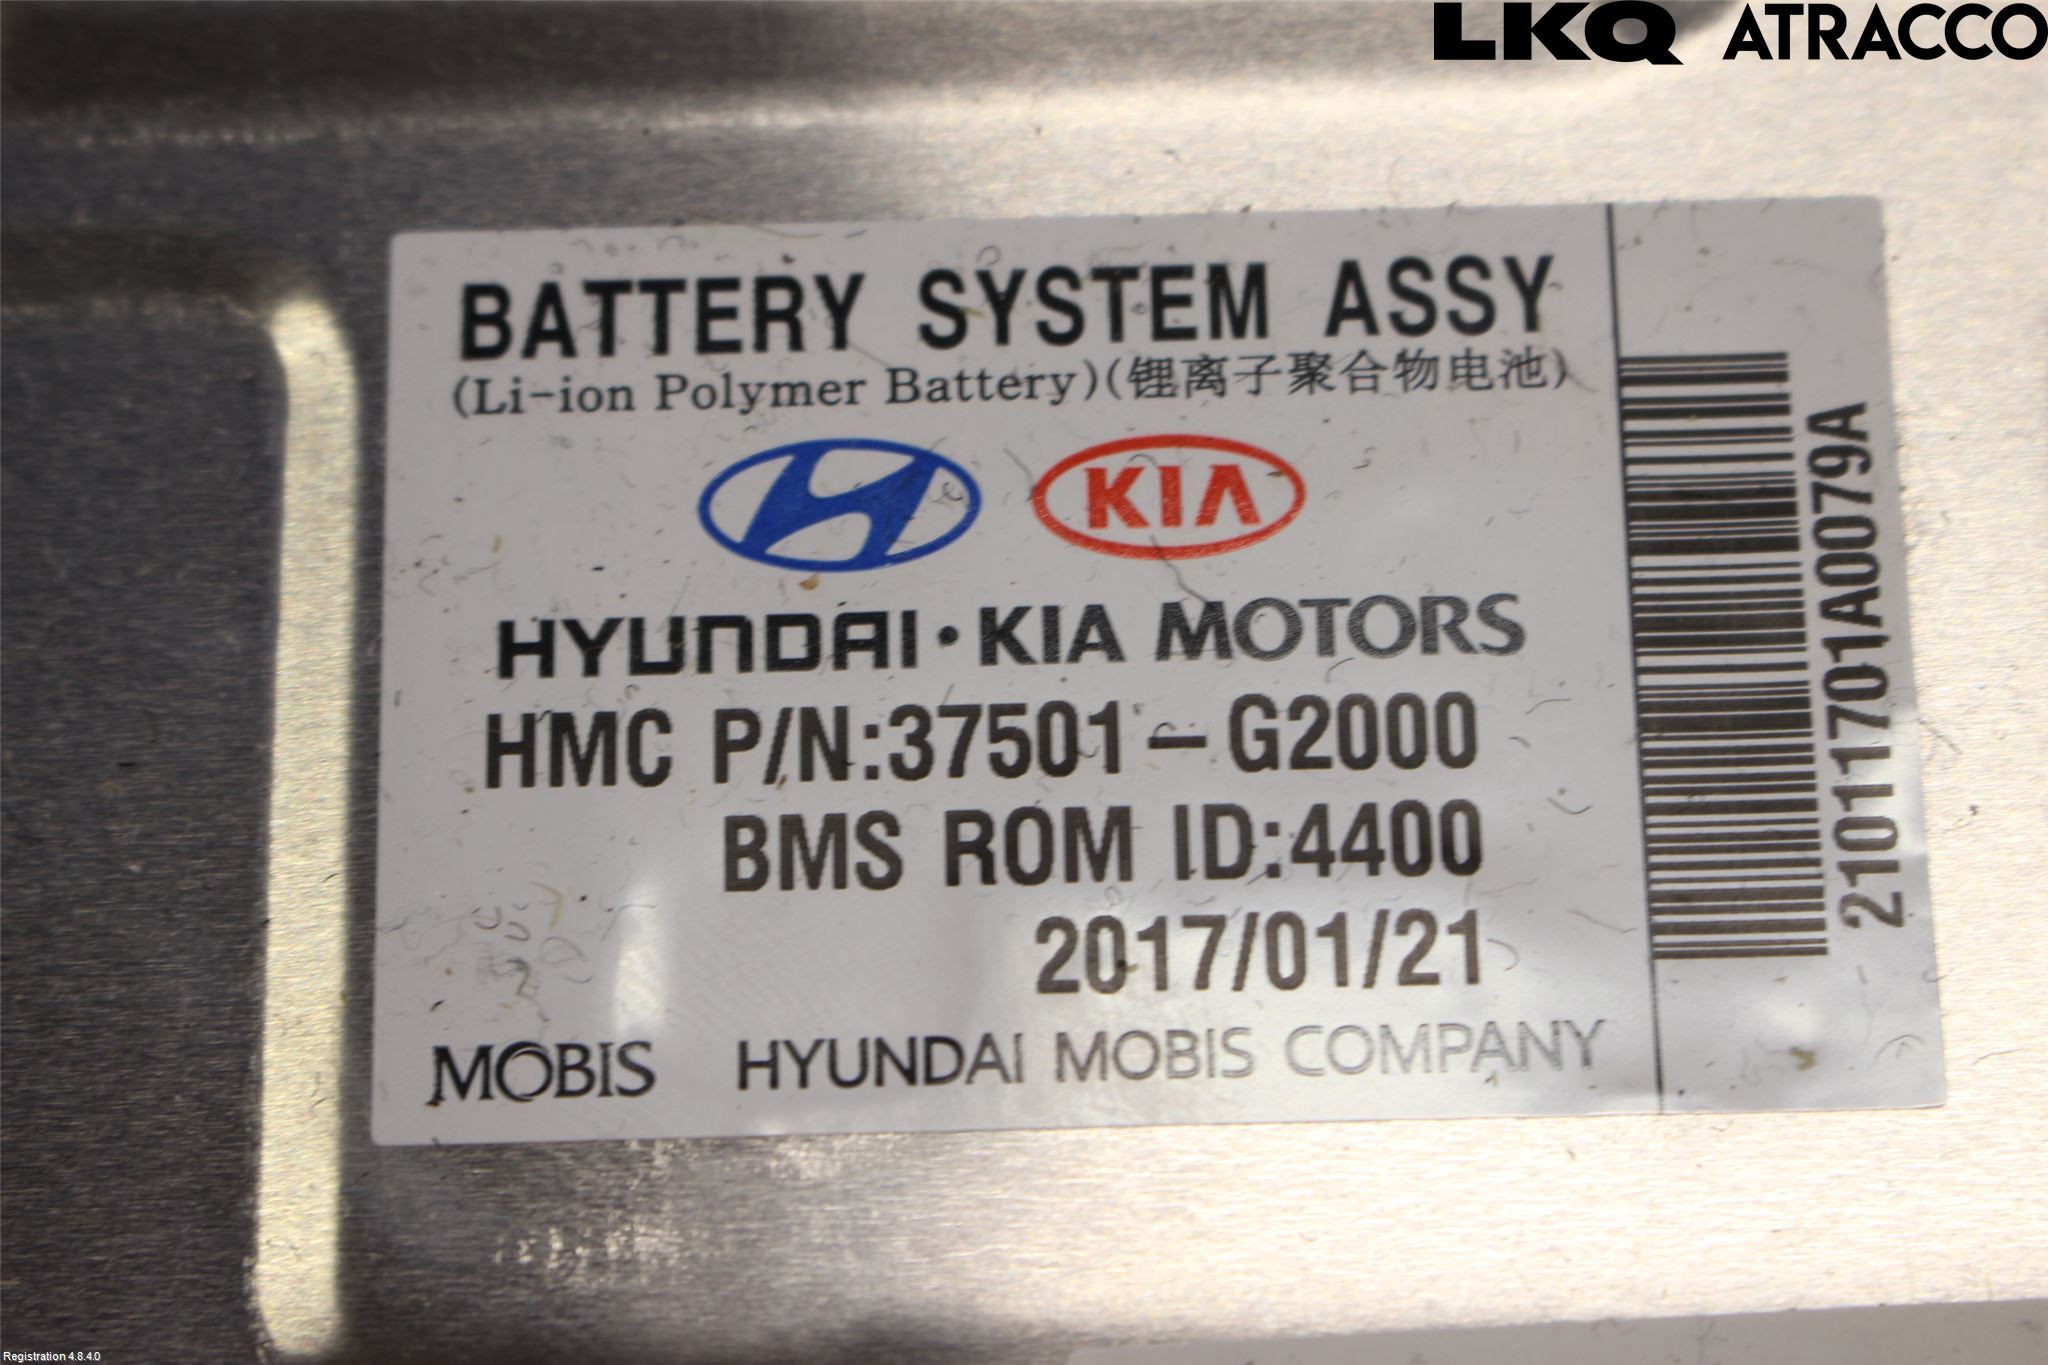 LKQ ATRACCO
BATTERY SYSTEM ASSY
(Li-ion Polymer Battery)(锂离子聚合物电池)
KIA
HYUNDAI·KIA MOTORS
HMC P/N:37501-G2000
BMS ROM ID:4400
2017/01/21
MOBIS HYUNDAI MOBIS COMPANY
21011701A0079A
Registration 4.8.4.0